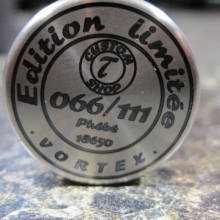 Edition limitée
CUSTOM
τ
SHOP
066/111
Phébé
18650
• VORTEX •